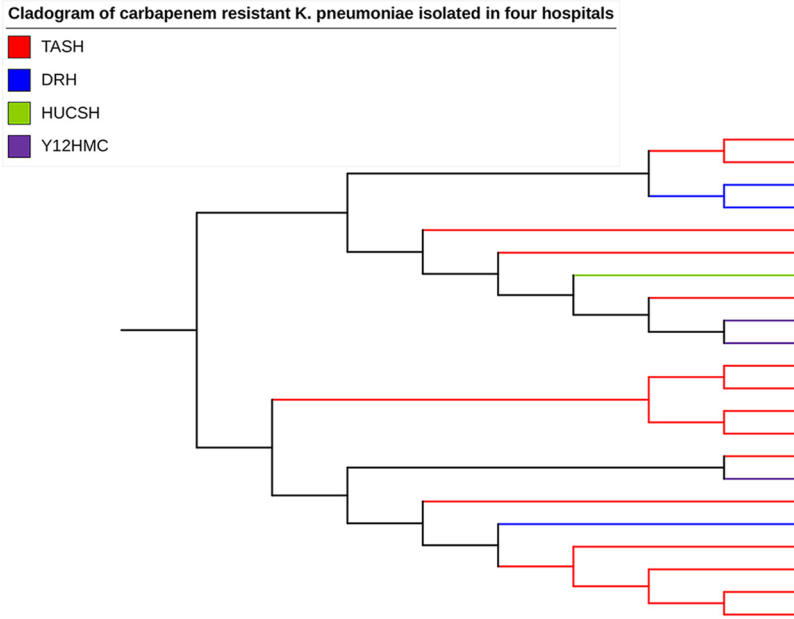 Cladogram of carbapenem resistant K. pneumoniae isolated in four hospitals
TASH
DRH
HUCSH
Y12HMC